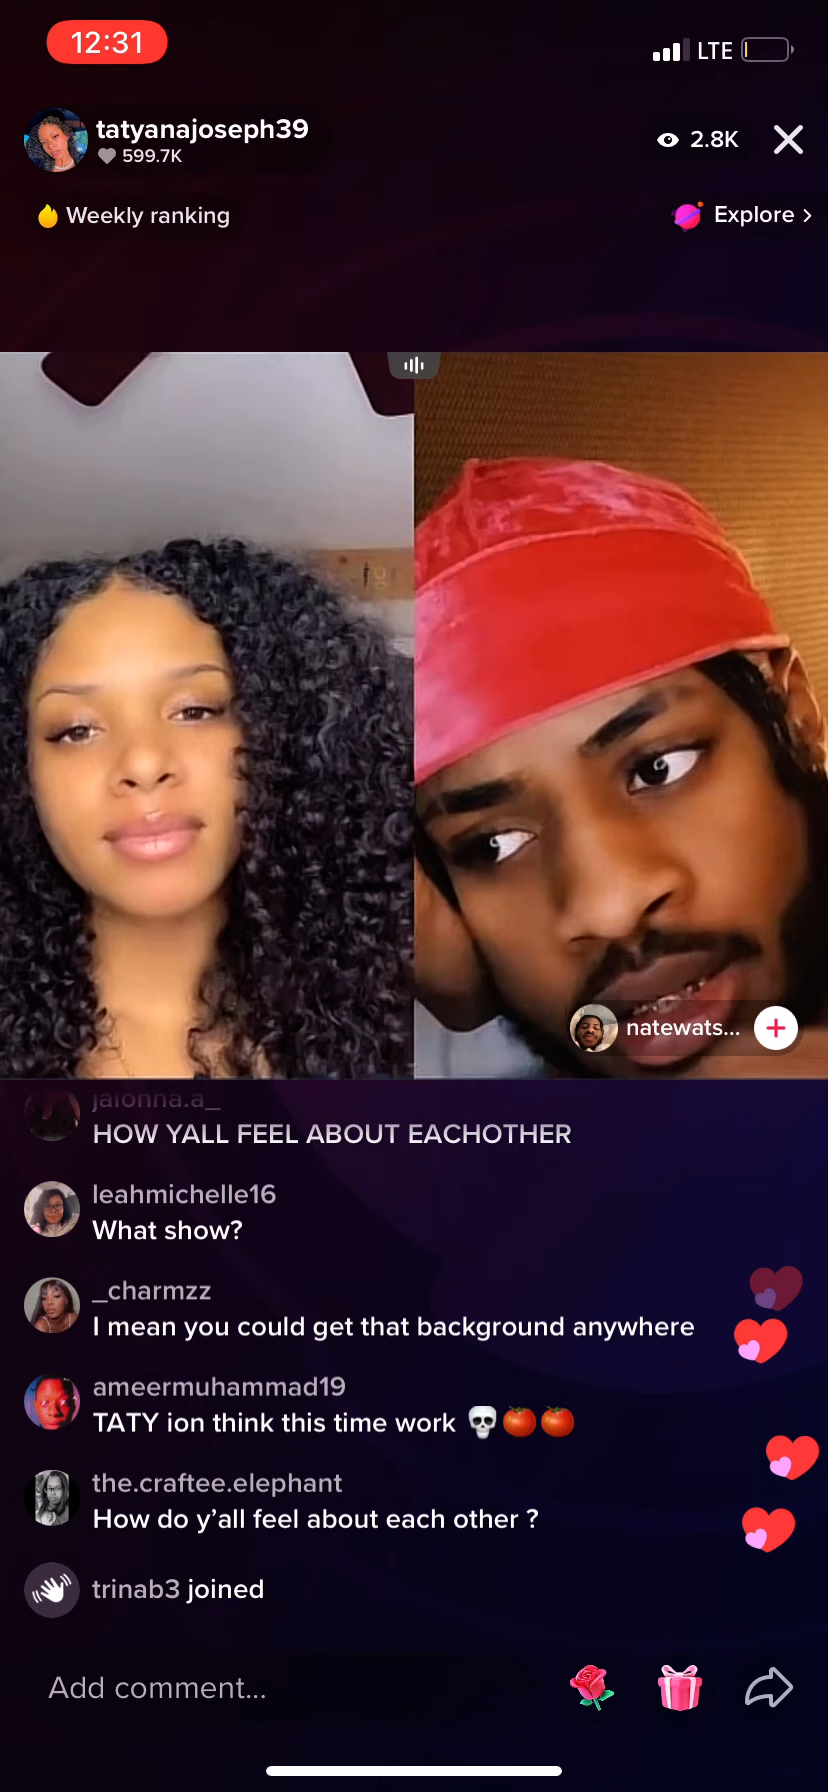 12:31
LTE
tatyanajoseph39
599.7K
2.8K
Weekly ranking
Explore >
natewats...
jalonna.a_
HOW YALL FEEL ABOUT EACHOTHER
leahmichelle16
What show?
_charmzz
I mean you could get that background anywhere
ameermuhammad19
TATY ion think this time work 💀🍅🍅
the.craftee.elephant
How do y’all feel about each other ?
trinab3 joined
Add comment...